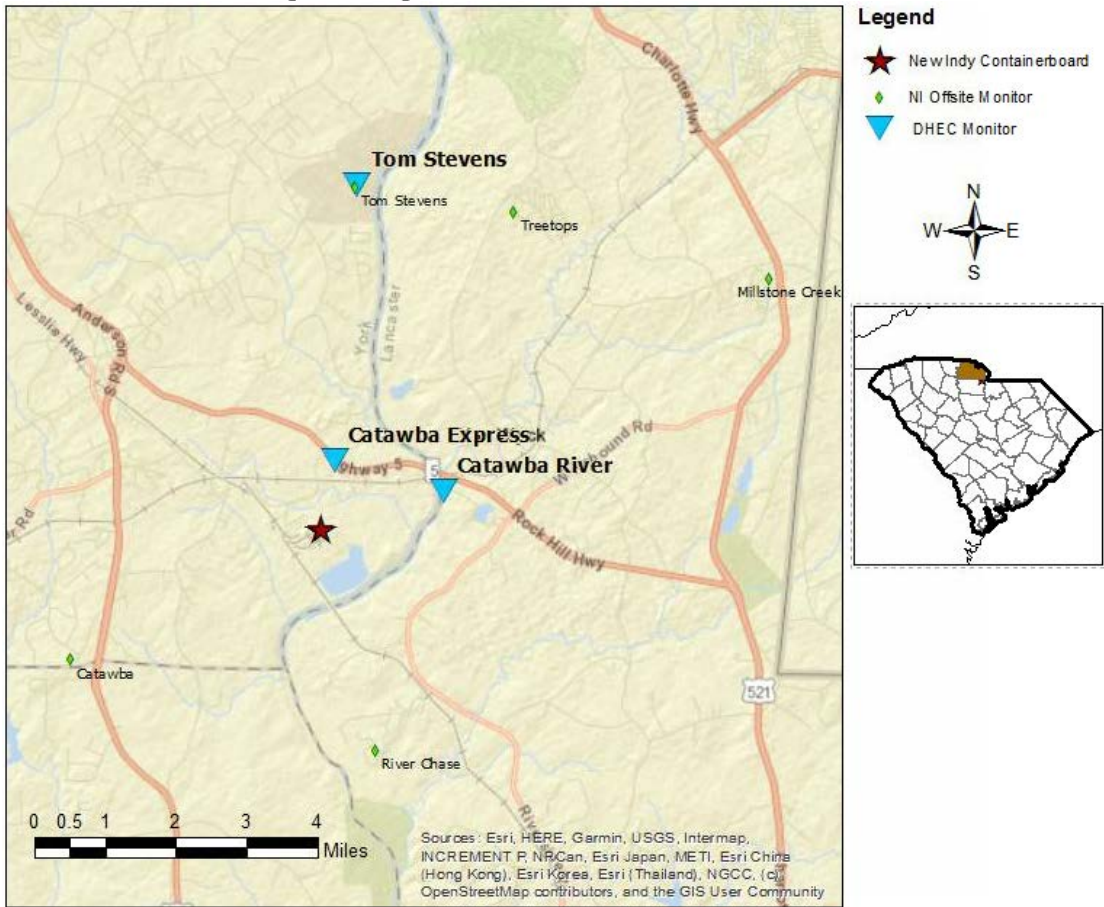 Legend
New Indy Containerboard
NI Offsite Monitor
DHEC Monitor
N
W E
S
Charlotte Hwy
Tom Stevens
Tom Stevens
Treetops
Millstone Creek
York
Lancaster
Lesslie Hwy
Anderson Rd S
Catawba Express
Highway 5
5
Catawba River
Rock Hill Hwy
Catawba
521
River Chase
0 0.5 1 2 3 4
Miles
Sources: Esri, HERE, Garmin, USGS, Intermap,
INCREMENT P, NRCan, Esri Japan, METI, Esri China
(Hong Kong), Esri Korea, Esri (Thailand), NGCC, (c)
OpenStreetMap contributors, and the GIS User Community